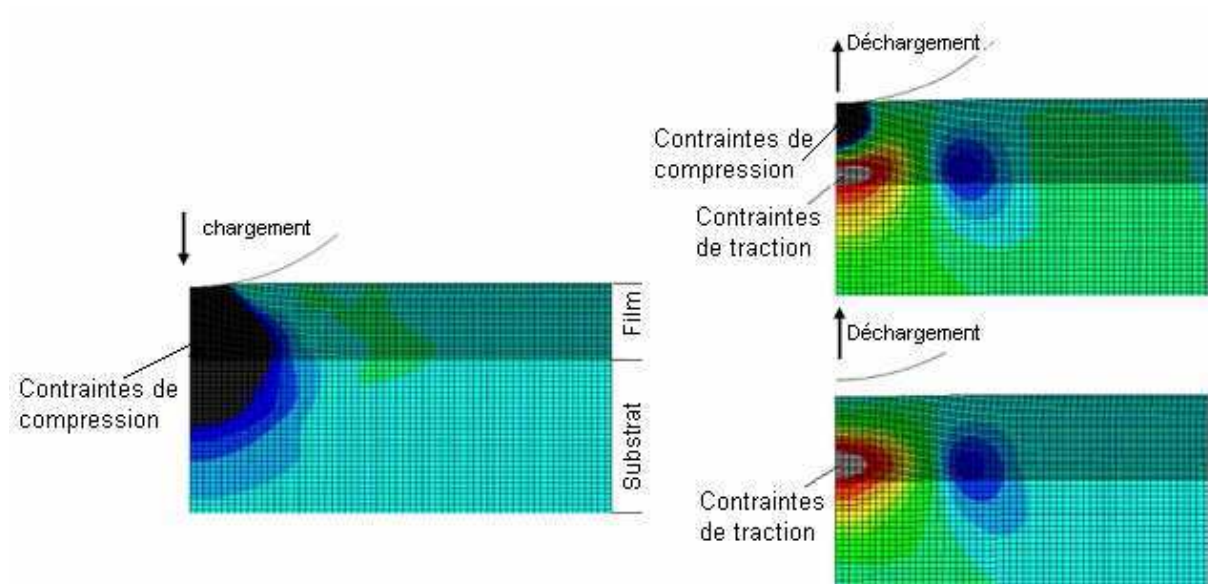 chargement
Film
Substrat
Contraintes de
compression
Déchargement
Contraintes de
compression
Contraintes
de traction
Déchargement
Contraintes
de traction